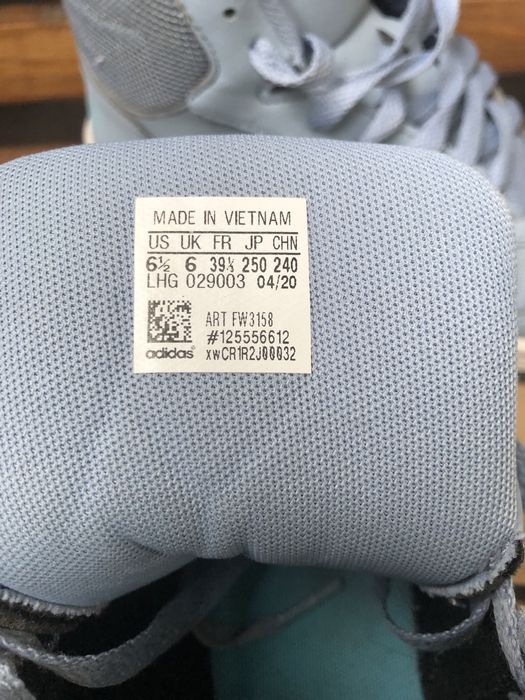 MADE IN VIETNAM
US UK FR JP CHN
6½ 6 39⅓ 250 240
LHG 029003 04/20
ART FW3158
#125556612
adidas xwCR1R2J00032